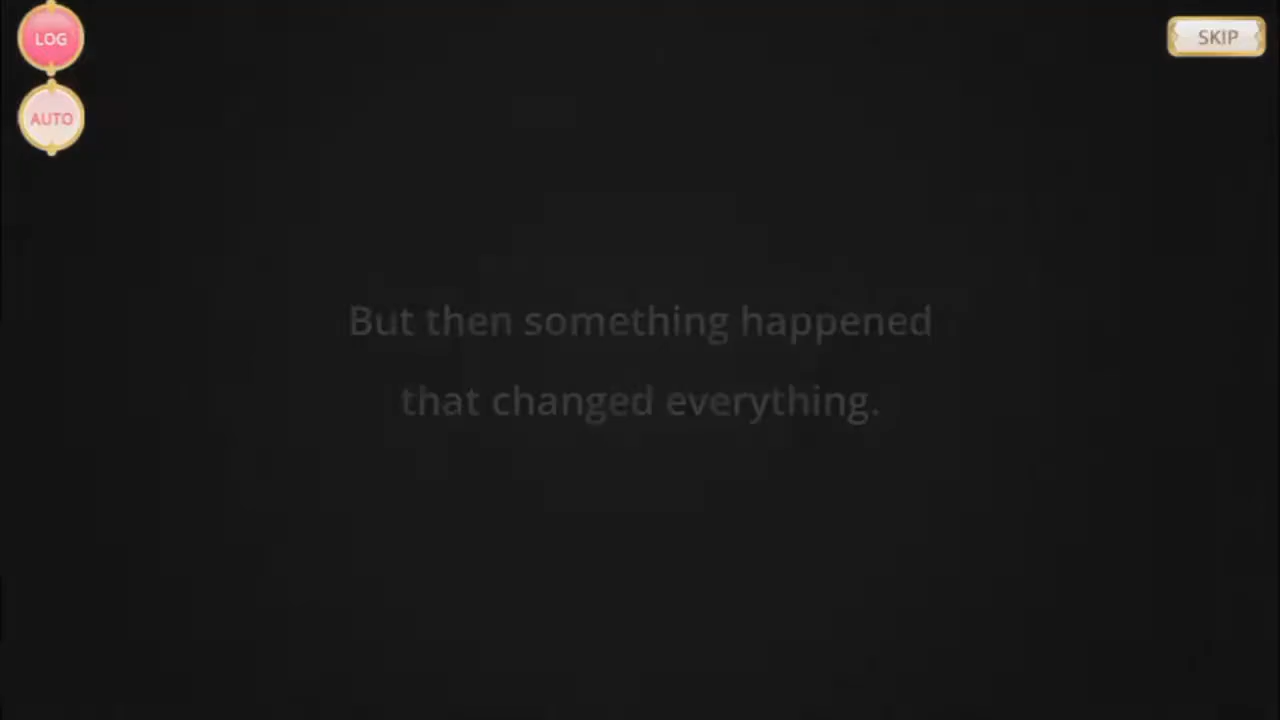 LOG
SKIP
AUTO
But then something happened
that changed everything.